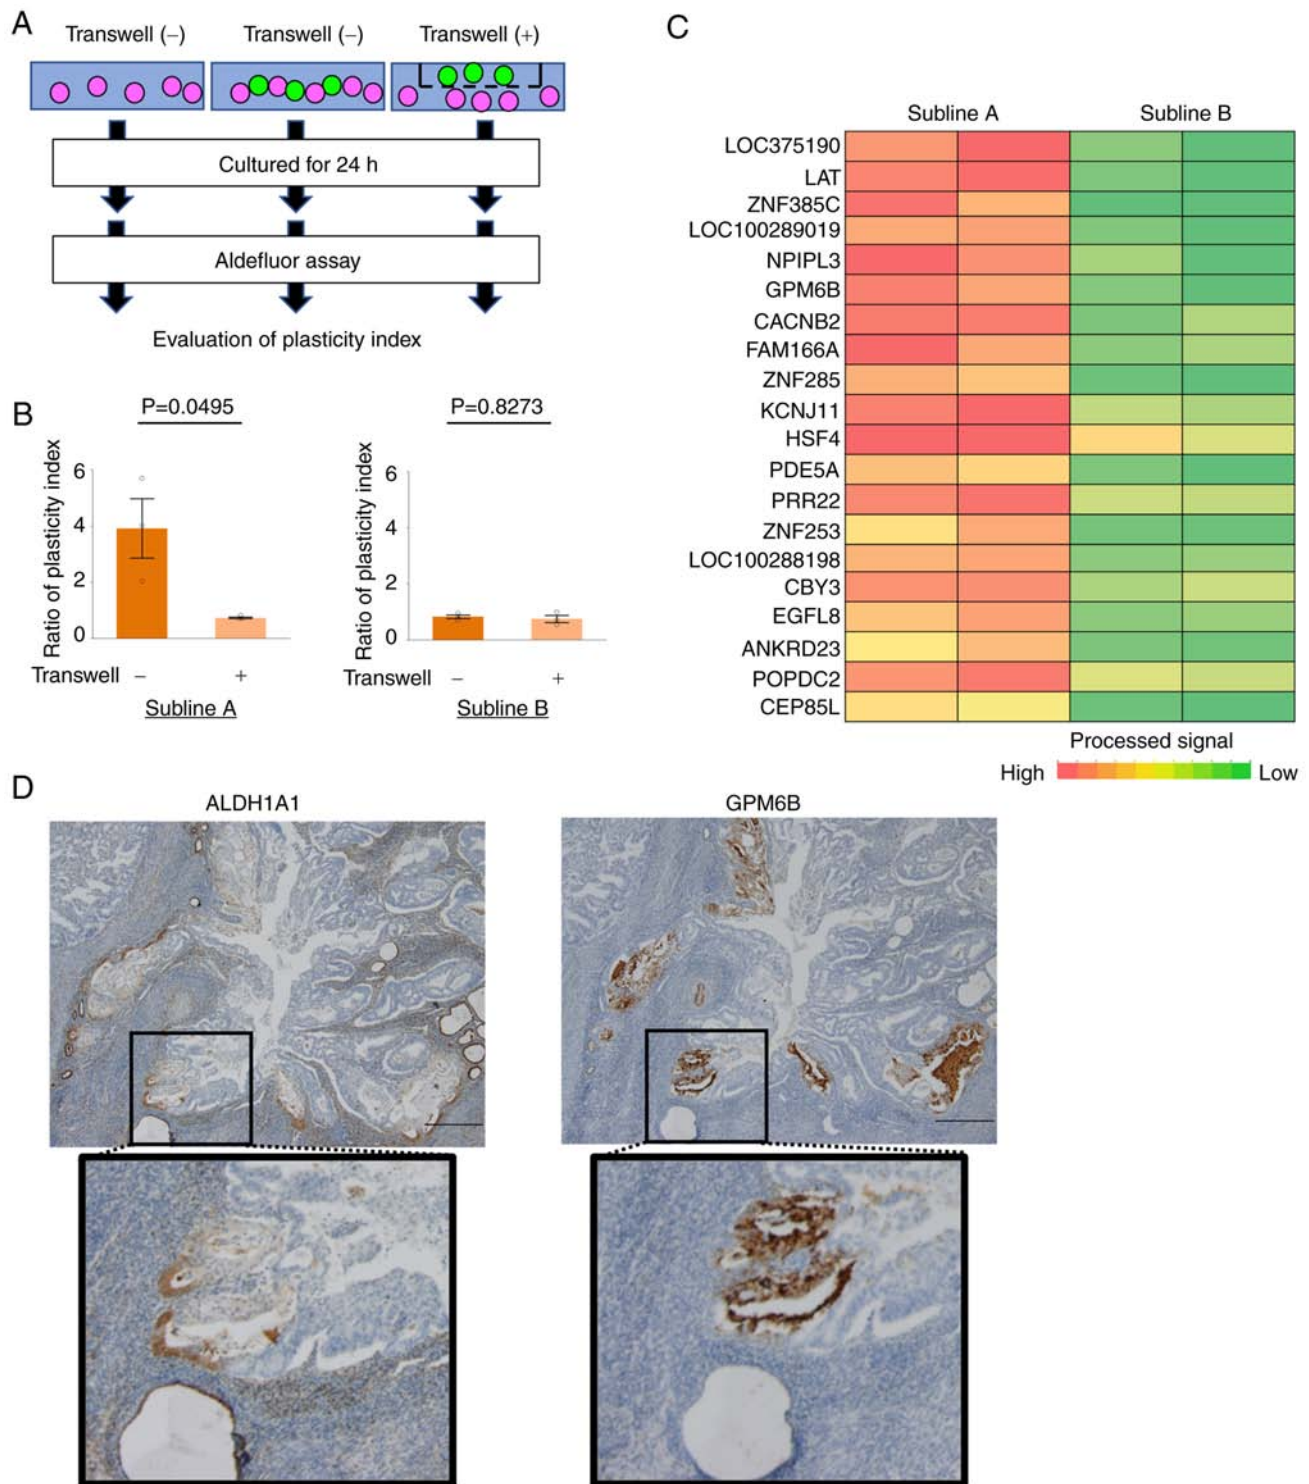 A
Transwell (−)
Transwell (−)
Transwell (+)
Cultured for 24 h
Aldefluor assay
Evaluation of plasticity index
B
P=0.0495
Ratio of plasticity index
6
4
2
0
Transwell
−
+
Subline A
P=0.8273
Ratio of plasticity index
6
4
2
0
Transwell
−
+
Subline B
C
Subline A
Subline B
LOC375190
LAT
ZNF385C
LOC100289019
NPIPL3
GPM6B
CACNB2
FAM166A
ZNF285
KCNJ11
HSF4
PDE5A
PRR22
ZNF253
LOC100288198
CBY3
EGFL8
ANKRD23
POPDC2
CEP85L
Processed signal
High
Low
D
ALDH1A1
GPM6B